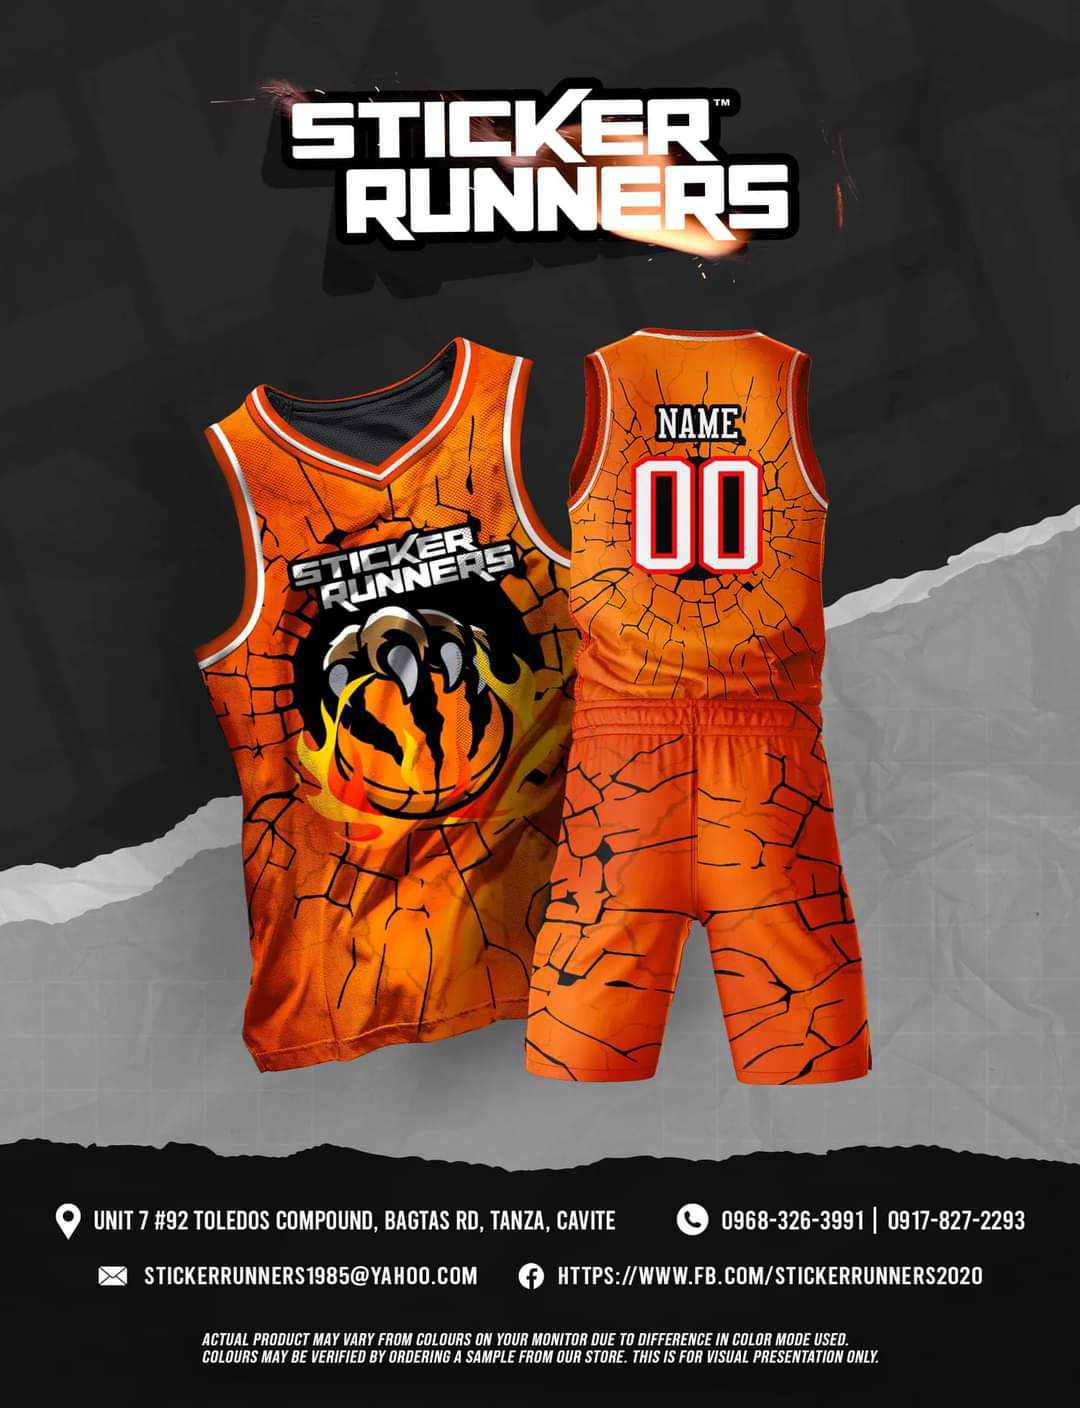 STICKER™
RUNNERS
NAME
00
STICKER
RUNNERS
UNIT 7 #92 TOLEDOS COMPOUND, BAGTAS RD, TANZA, CAVITE
0968-326-3991 | 0917-827-2293
STICKERRUNNERS1985@YAHOO.COM
HTTPS://WWW.FB.COM/STICKERRUNNERS2020
ACTUAL PRODUCT MAY VARY FROM COLOURS ON YOUR MONITOR DUE TO DIFFERENCE IN COLOR MODE USED.
COLOURS MAY BE VERIFIED BY ORDERING A SAMPLE FROM OUR STORE. THIS IS FOR VISUAL PRESENTATION ONLY.